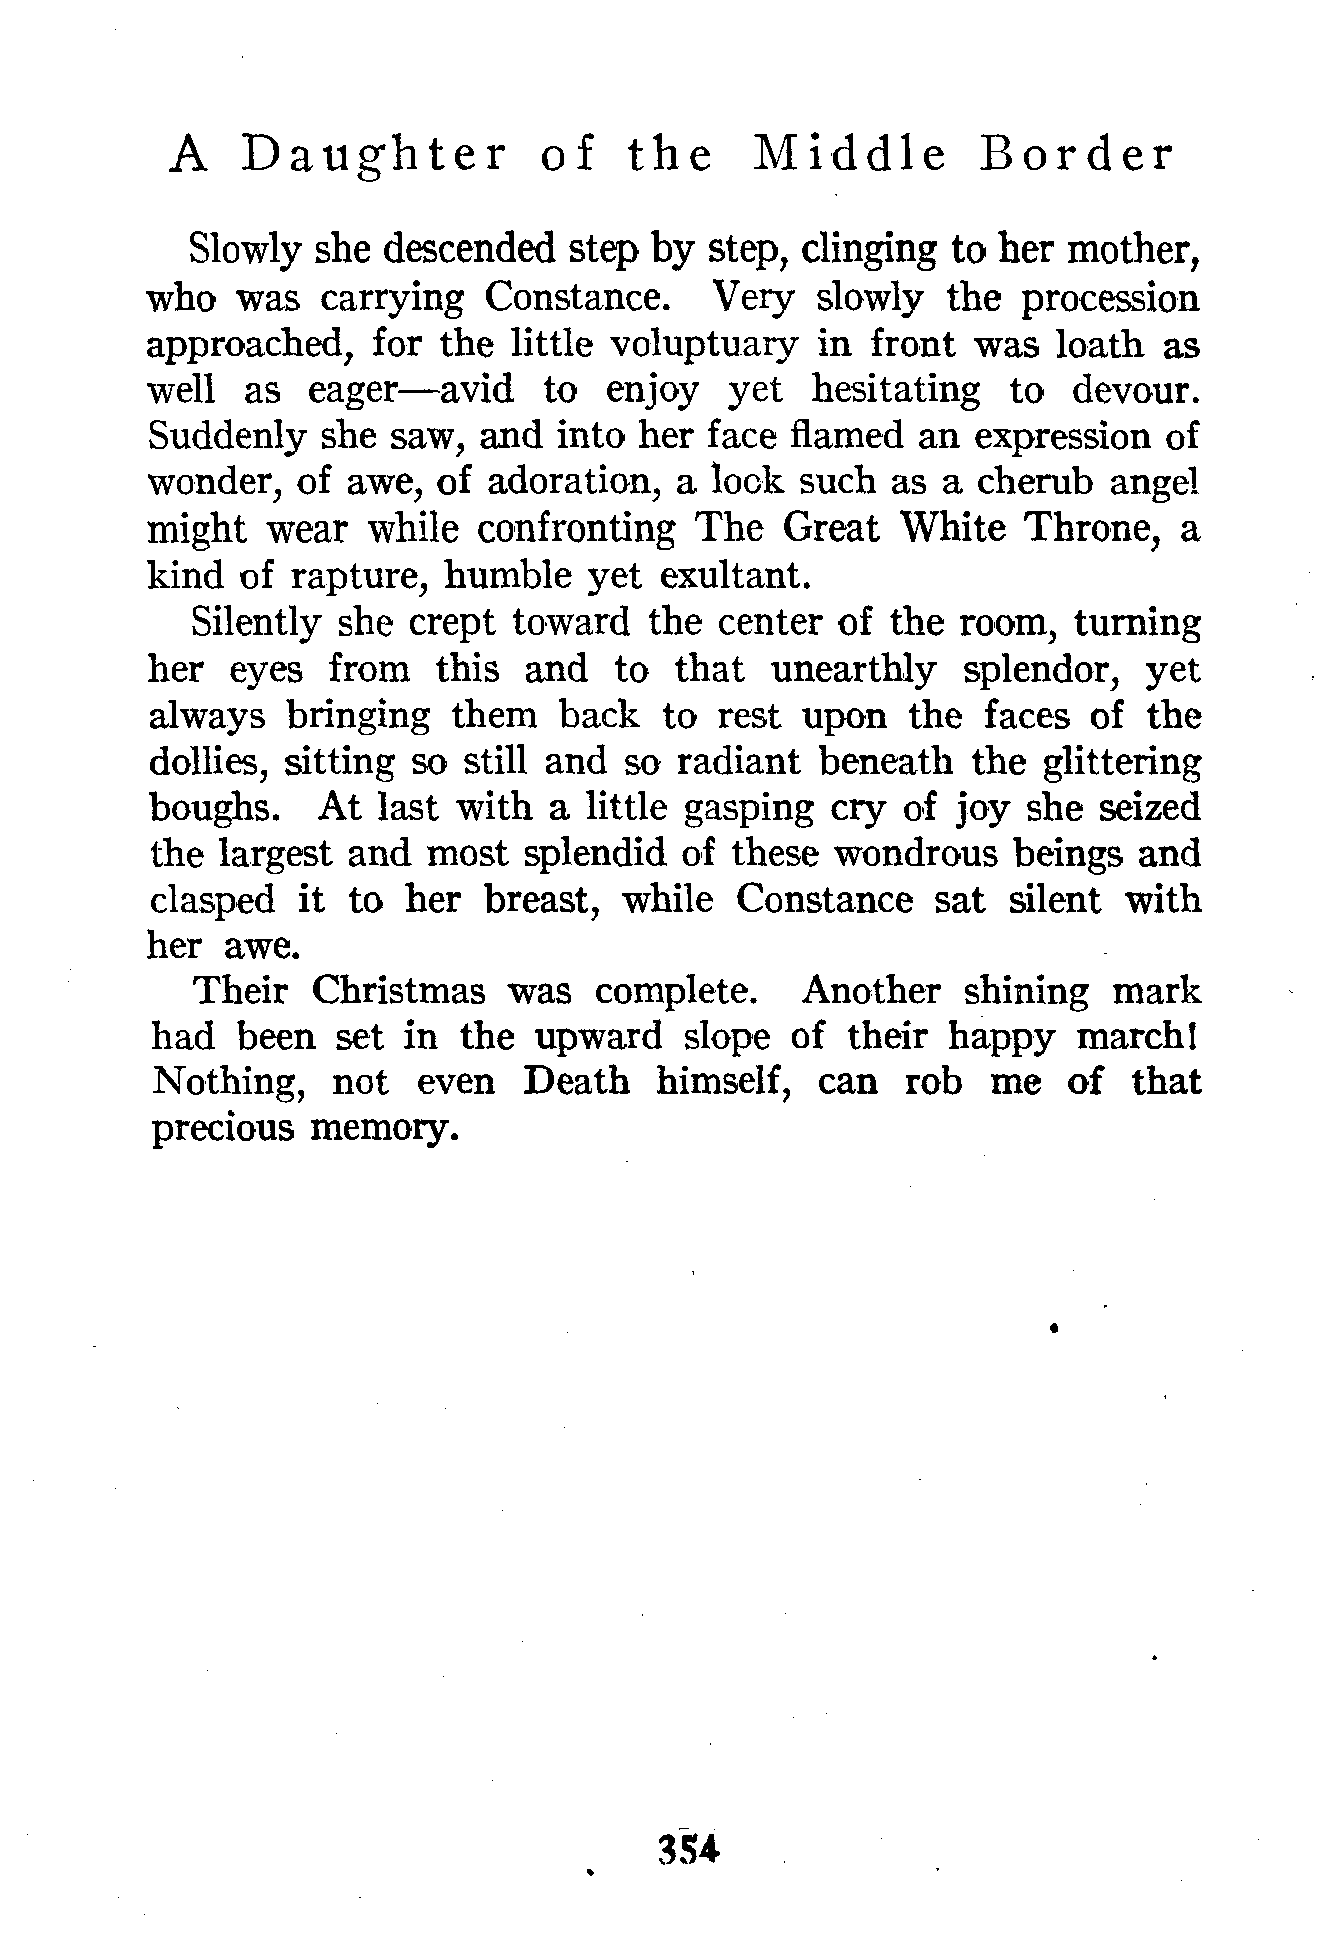 A Daughter of the Middle Border
Slowly she descended step by step, clinging to her mother,
who was carrying Constance. Very slowly the procession
approached, for the little voluptuary in front was loath as
well as eager—avid to enjoy yet hesitating to devour.
Suddenly she saw, and into her face flamed an expression of
wonder, of awe, of adoration, a look such as a cherub angel
might wear while confronting The Great White Throne, a
kind of rapture, humble yet exultant.
Silently she crept toward the center of the room, turning
her eyes from this and to that unearthly splendor, yet
always bringing them back to rest upon the faces of the
dollies, sitting so still and so radiant beneath the glittering
boughs. At last with a little gasping cry of joy she seized
the largest and most splendid of these wondrous beings and
clasped it to her breast, while Constance sat silent with
her awe.
Their Christmas was complete. Another shining mark
had been set in the upward slope of their happy march!
Nothing, not even Death himself, can rob me of that
precious memory.
354